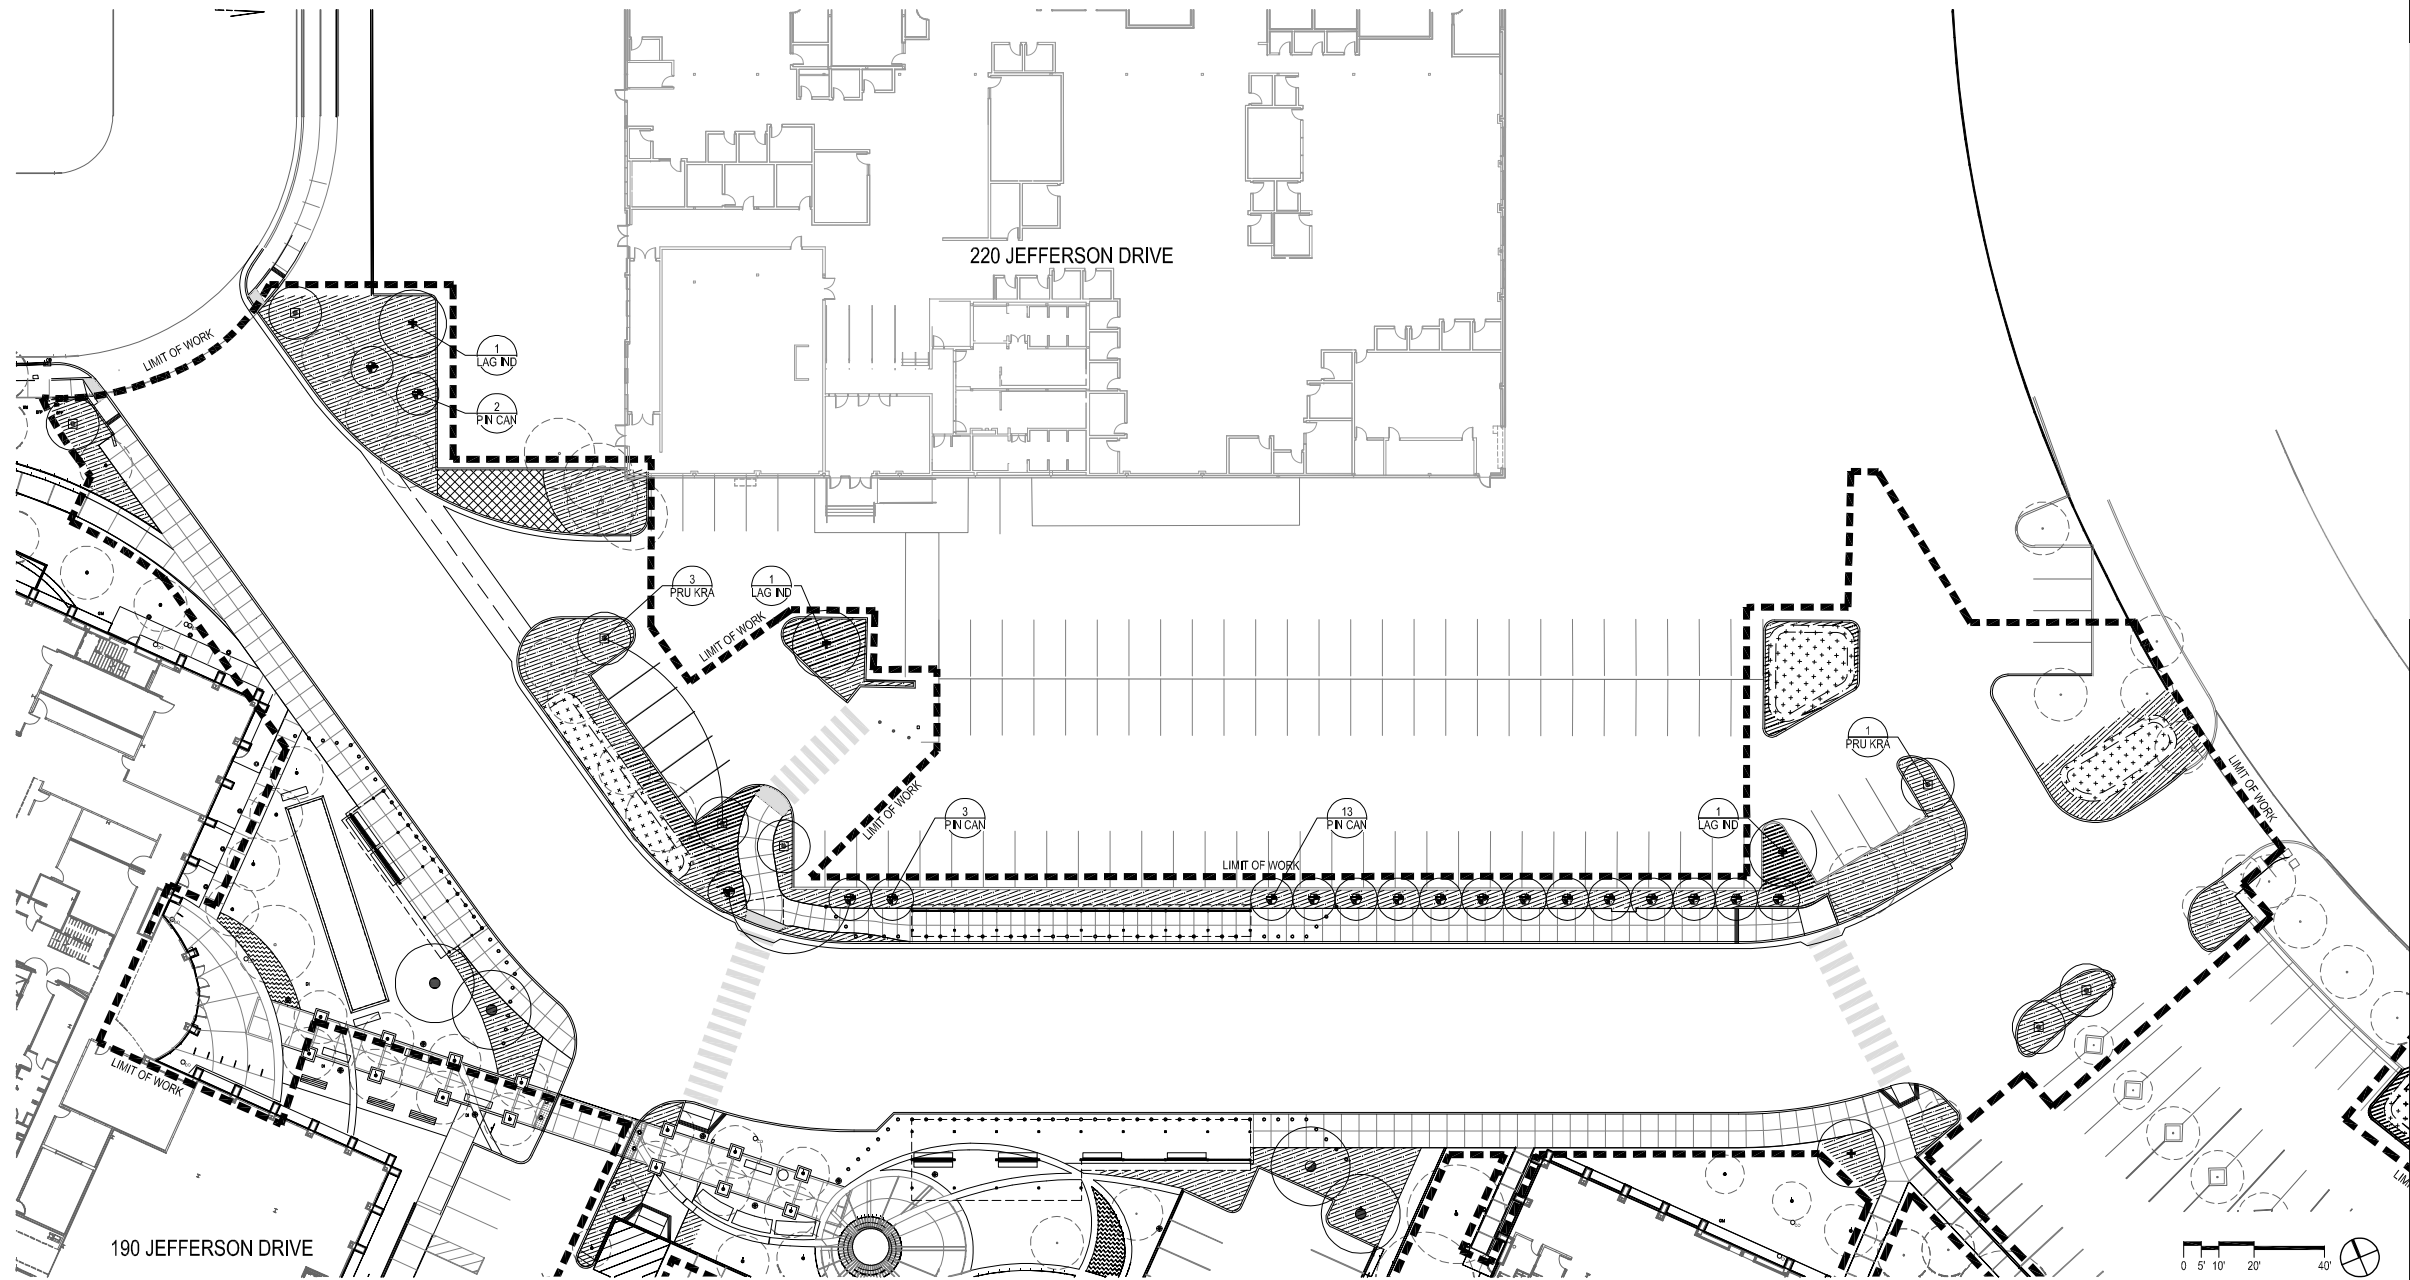 220 JEFFERSON DRIVE
LIMIT OF WORK
1
LAG IND
2
PIN CAN
3
PRU KRA
1
LAG IND
LIMIT OF WORK
1
PRU KRA
LIMIT OF WORK
LIMIT OF WORK
3
PIN CAN
13
PIN CAN
1
LAG IND
LIMIT OF WORK
LIMIT OF WORK
190 JEFFERSON DRIVE
0 5' 10' 20' 40'